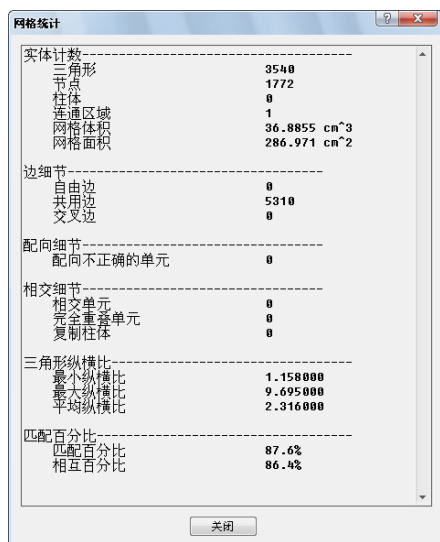 网格统计
实体计数------------------------------------
三角形 3540
节点 1772
柱体 0
连通区域 1
网格体积 36.8855 cm^3
网格面积 286.971 cm^2
边细节------------------------------------
自由边 0
共用边 5310
交叉边 0
配向细节--------------------------------
配向不正确的单元 0
相交细节--------------------------------
相交单元 0
完全重叠单元 0
复制柱体 0
三角形纵横比--------------------------------
最小纵横比 1.158000
最大纵横比 9.695000
平均纵横比 2.316000
匹配百分比----------------------------------
匹配百分比 87.6%
相互百分比 86.4%
关闭